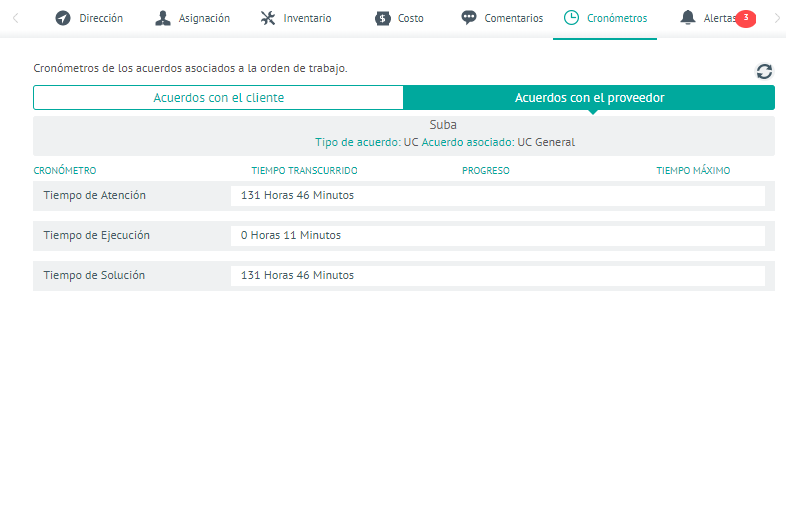 Dirección Asignación Inventario Costo Comentarios Cronómetros Alertas 3
Cronómetros de los acuerdos asociados a la orden de trabajo.
Acuerdos con el cliente Acuerdos con el proveedor
Suba
Tipo de acuerdo: UC Acuerdo asociado: UC General
CRONÓMETRO TIEMPO TRANSCURRIDO PROGRESO TIEMPO MÁXIMO
Tiempo de Atención 131 Horas 46 Minutos
Tiempo de Ejecución 0 Horas 11 Minutos
Tiempo de Solución 131 Horas 46 Minutos